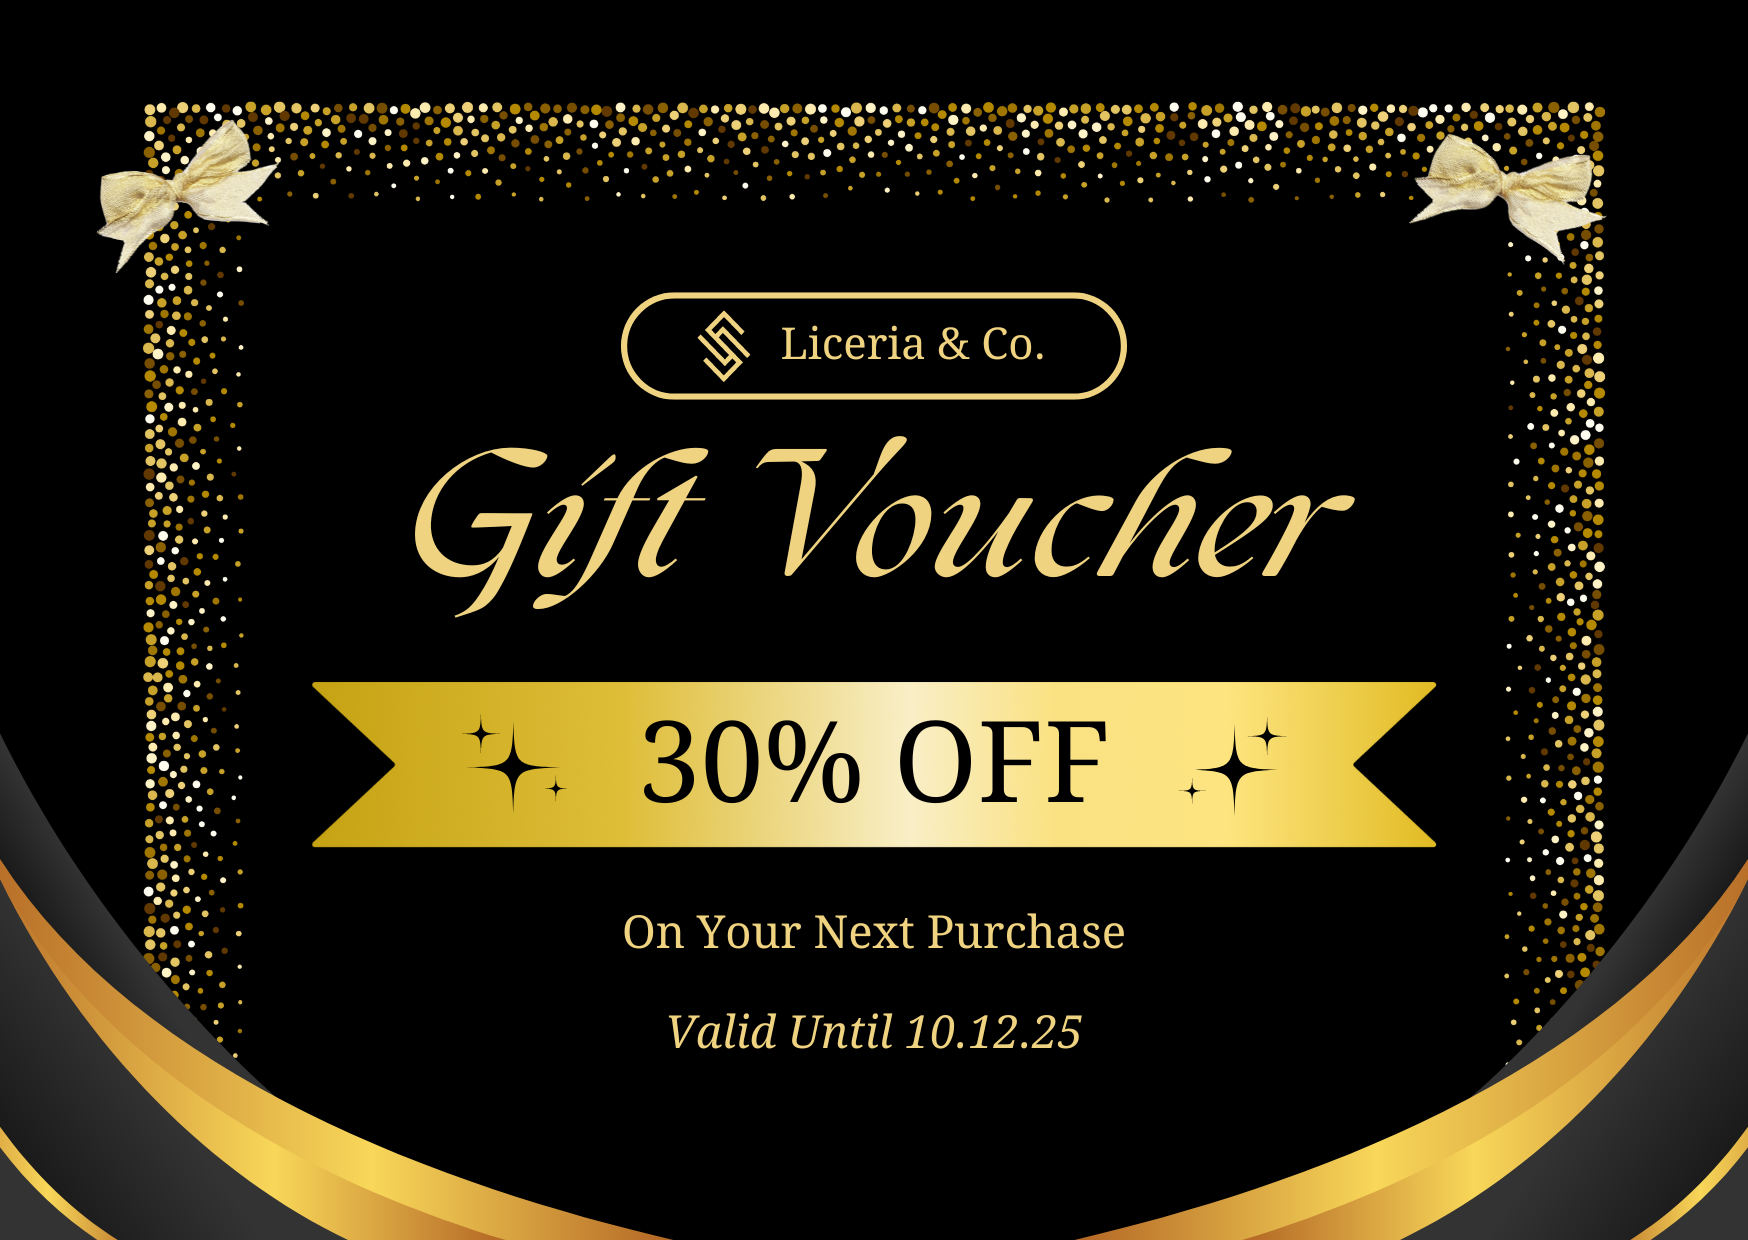 Liceria & Co.
Gift Voucher
30% OFF
On Your Next Purchase
Valid Until 10.12.25